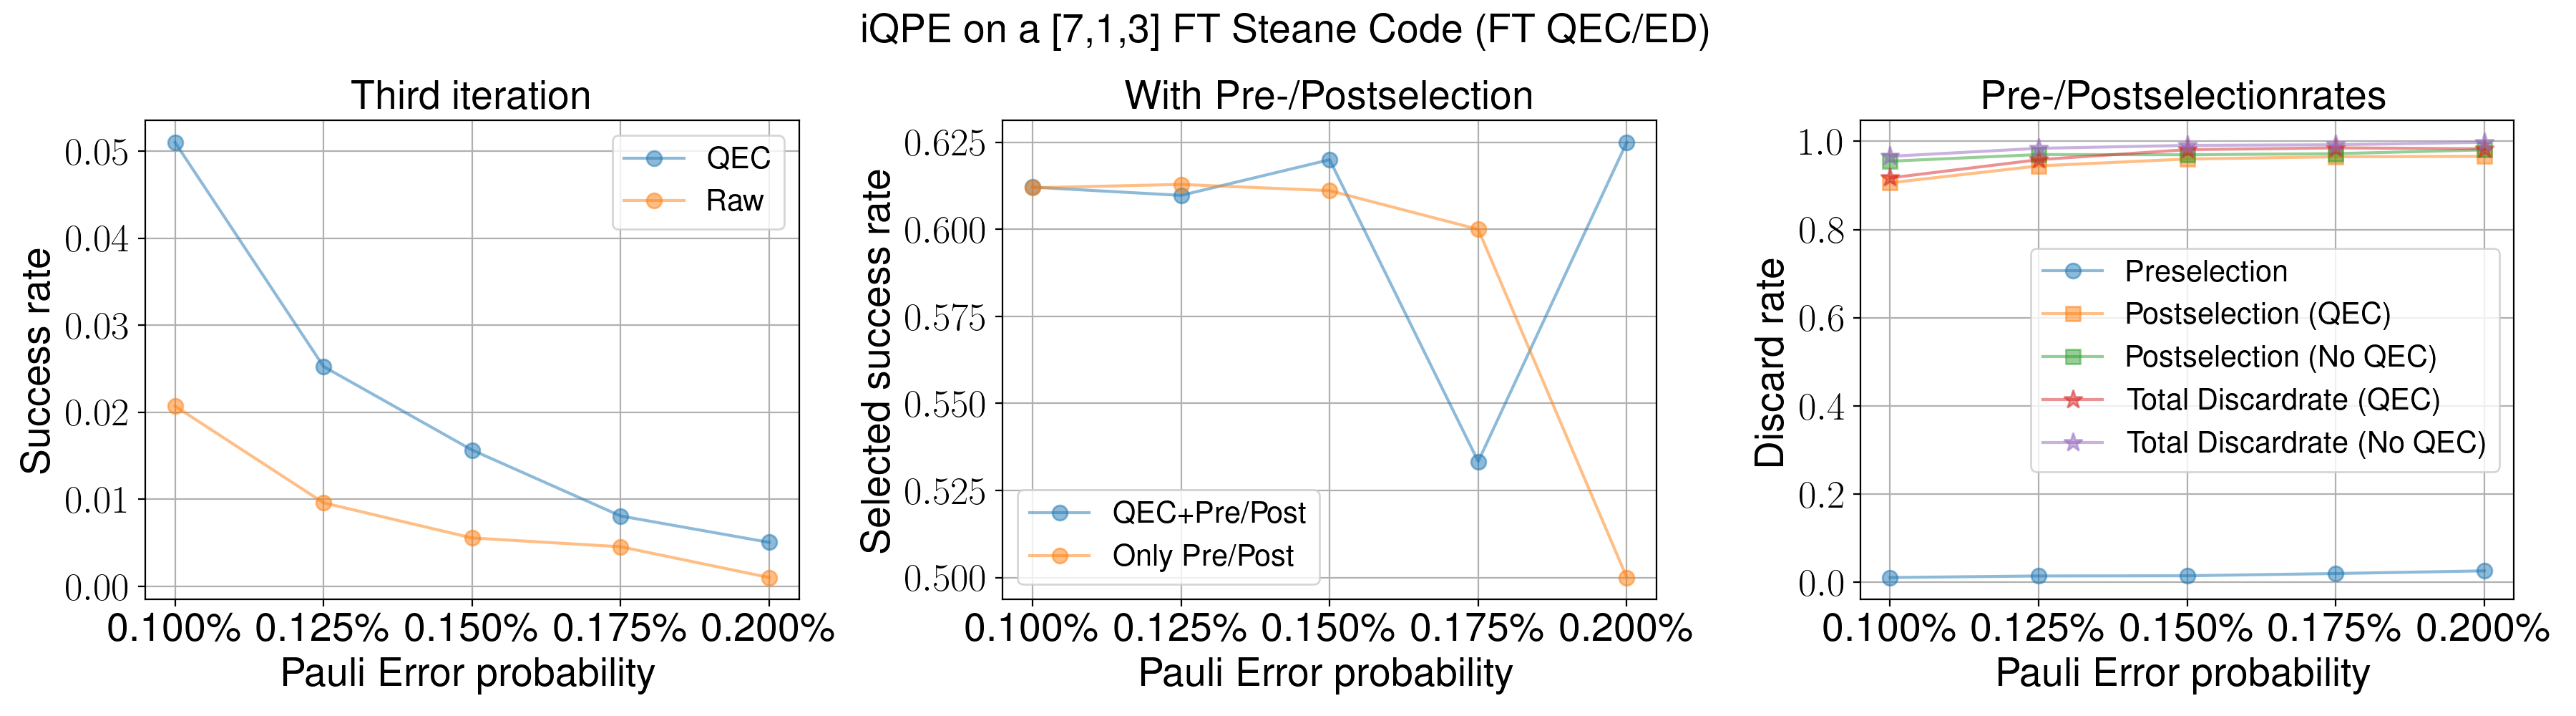 iQPE on a [7,1,3] FT Steane Code (FT QEC/ED)
Third iteration
Success rate
0.05
0.04
0.03
0.02
0.01
0.00
QEC
Raw
0.100% 0.125% 0.150% 0.175% 0.200%
Pauli Error probability
With Pre-/Postselection
Selected success rate
0.625
0.600
0.575
0.550
0.525
0.500
QEC+Pre/Post
Only Pre/Post
0.100% 0.125% 0.150% 0.175% 0.200%
Pauli Error probability
Pre-/Postselectionrates
Discard rate
1.0
0.8
0.6
0.4
0.2
0.0
Preselection
Postselection (QEC)
Postselection (No QEC)
Total Discardrate (QEC)
Total Discardrate (No QEC)
0.100% 0.125% 0.150% 0.175% 0.200%
Pauli Error probability